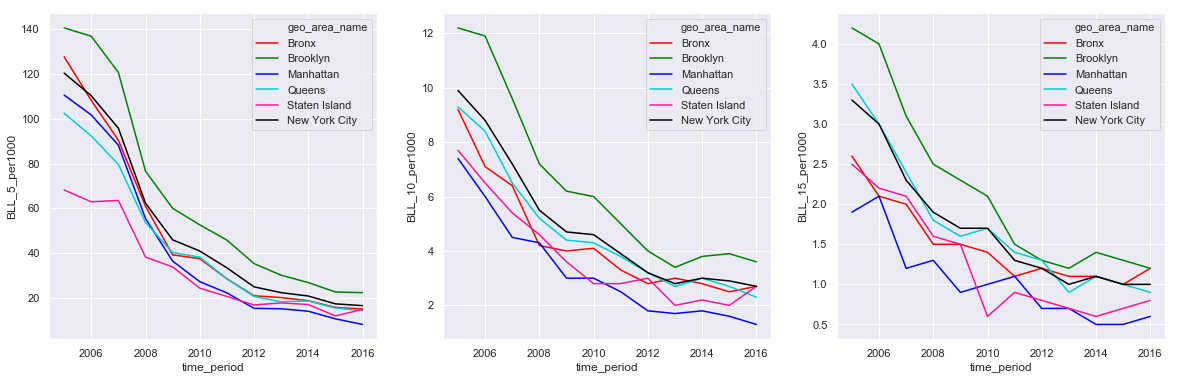 BLL_5_per1000
140
120
100
80
60
40
20
2006 2008 2010 2012 2014 2016
time_period
geo_area_name
Bronx
Brooklyn
Manhattan
Queens
Staten Island
New York City
BLL_10_per1000
12
10
8
6
4
2
2006 2008 2010 2012 2014 2016
time_period
geo_area_name
Bronx
Brooklyn
Manhattan
Queens
Staten Island
New York City
BLL_15_per1000
4.0
3.5
3.0
2.5
2.0
1.5
1.0
0.5
2006 2008 2010 2012 2014 2016
time_period
geo_area_name
Bronx
Brooklyn
Manhattan
Queens
Staten Island
New York City